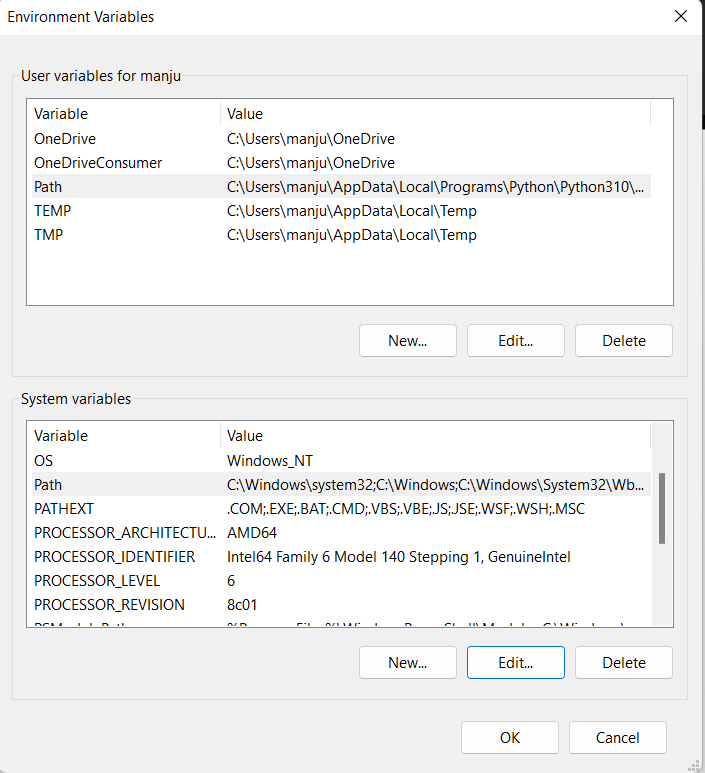 Environment Variables
User variables for manju
Variable Value
OneDrive C:\Users\manju\OneDrive
OneDriveConsumer C:\Users\manju\OneDrive
Path C:\Users\manju\AppData\Local\Programs\Python\Python310\...
TEMP C:\Users\manju\AppData\Local\Temp
TMP C:\Users\manju\AppData\Local\Temp
New... Edit... Delete
System variables
Variable Value
OS Windows_NT
Path C:\Windows\system32;C:\Windows;C:\Windows\System32\Wb...
PATHEXT .COM;.EXE;.BAT;.CMD;.VBS;.VBE;.JS;.JSE;.WSF;.WSH;.MSC
PROCESSOR_ARCHITECTU... AMD64
PROCESSOR_IDENTIFIER Intel64 Family 6 Model 140 Stepping 1, GenuineIntel
PROCESSOR_LEVEL 6
PROCESSOR_REVISION 8c01
New... Edit... Delete
OK Cancel